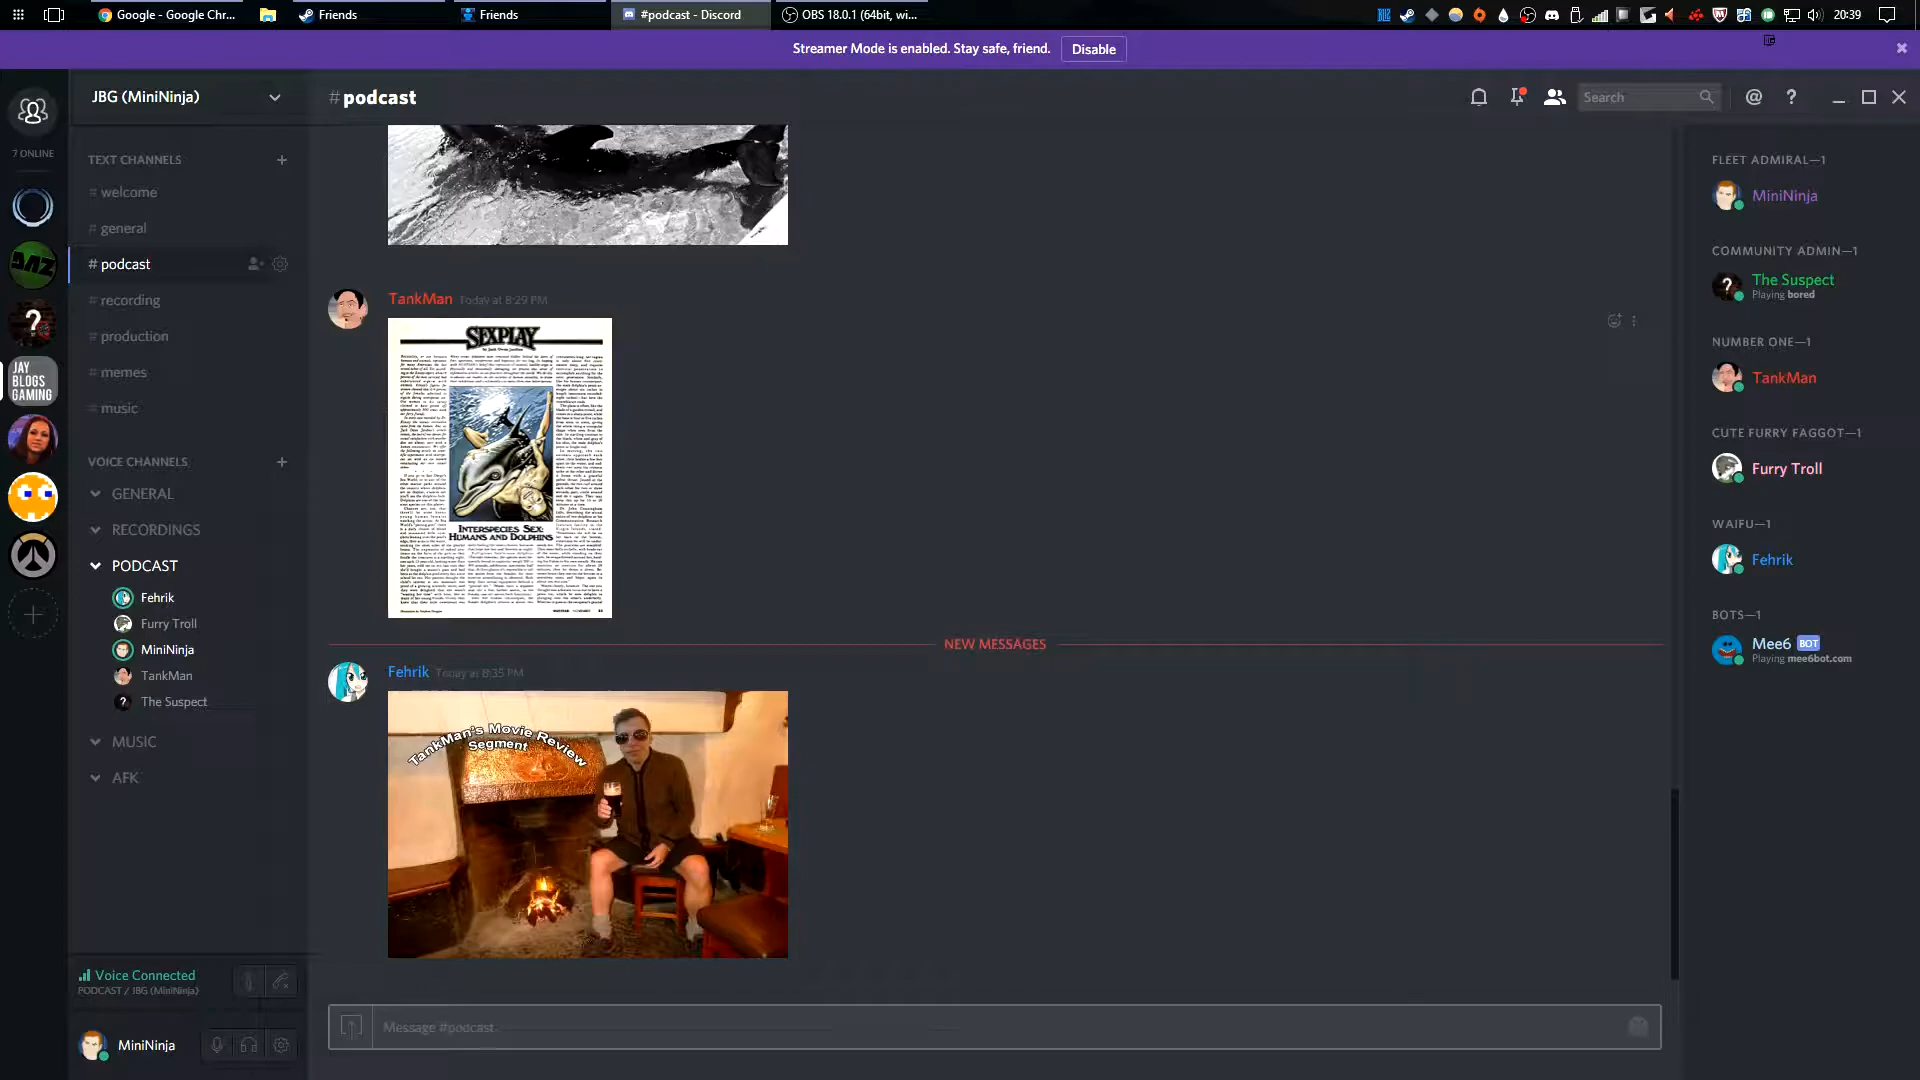 Google - Google Chr...
Friends
Friends
#podcast - Discord
OBS 18.0.1 (64bit, wi...
20:39
Streamer Mode is enabled. Stay safe, friend.
Disable
JBG (MiniNinja)
#podcast
Search
7 ONLINE
TEXT CHANNELS
# welcome
# general
# podcast
# recording
# production
# memes
# music
JAY
BLOGS
GAMING
VOICE CHANNELS
GENERAL
RECORDINGS
PODCAST
Fehrik
Furry Troll
MiniNinja
TankMan
The Suspect
MUSIC
AFK
Voice Connected
PODCAST / JBG (MiniNinja)
MiniNinja
TankMan Today at 8:29 PM
SEXPLAY
INTERSPECIES SEX:
HUMANS AND DOLPHINS
NEW MESSAGES
Fehrik Today at 8:35 PM
TankMan's Movie Review
Segment
Message #podcast
FLEET ADMIRAL—1
MiniNinja
COMMUNITY ADMIN—1
The Suspect
Playing bored
NUMBER ONE—1
TankMan
CUTE FURRY FAGGOT—1
Furry Troll
WAIFU—1
Fehrik
BOTS—1
Mee6 BOT
Playing mee6bot.com